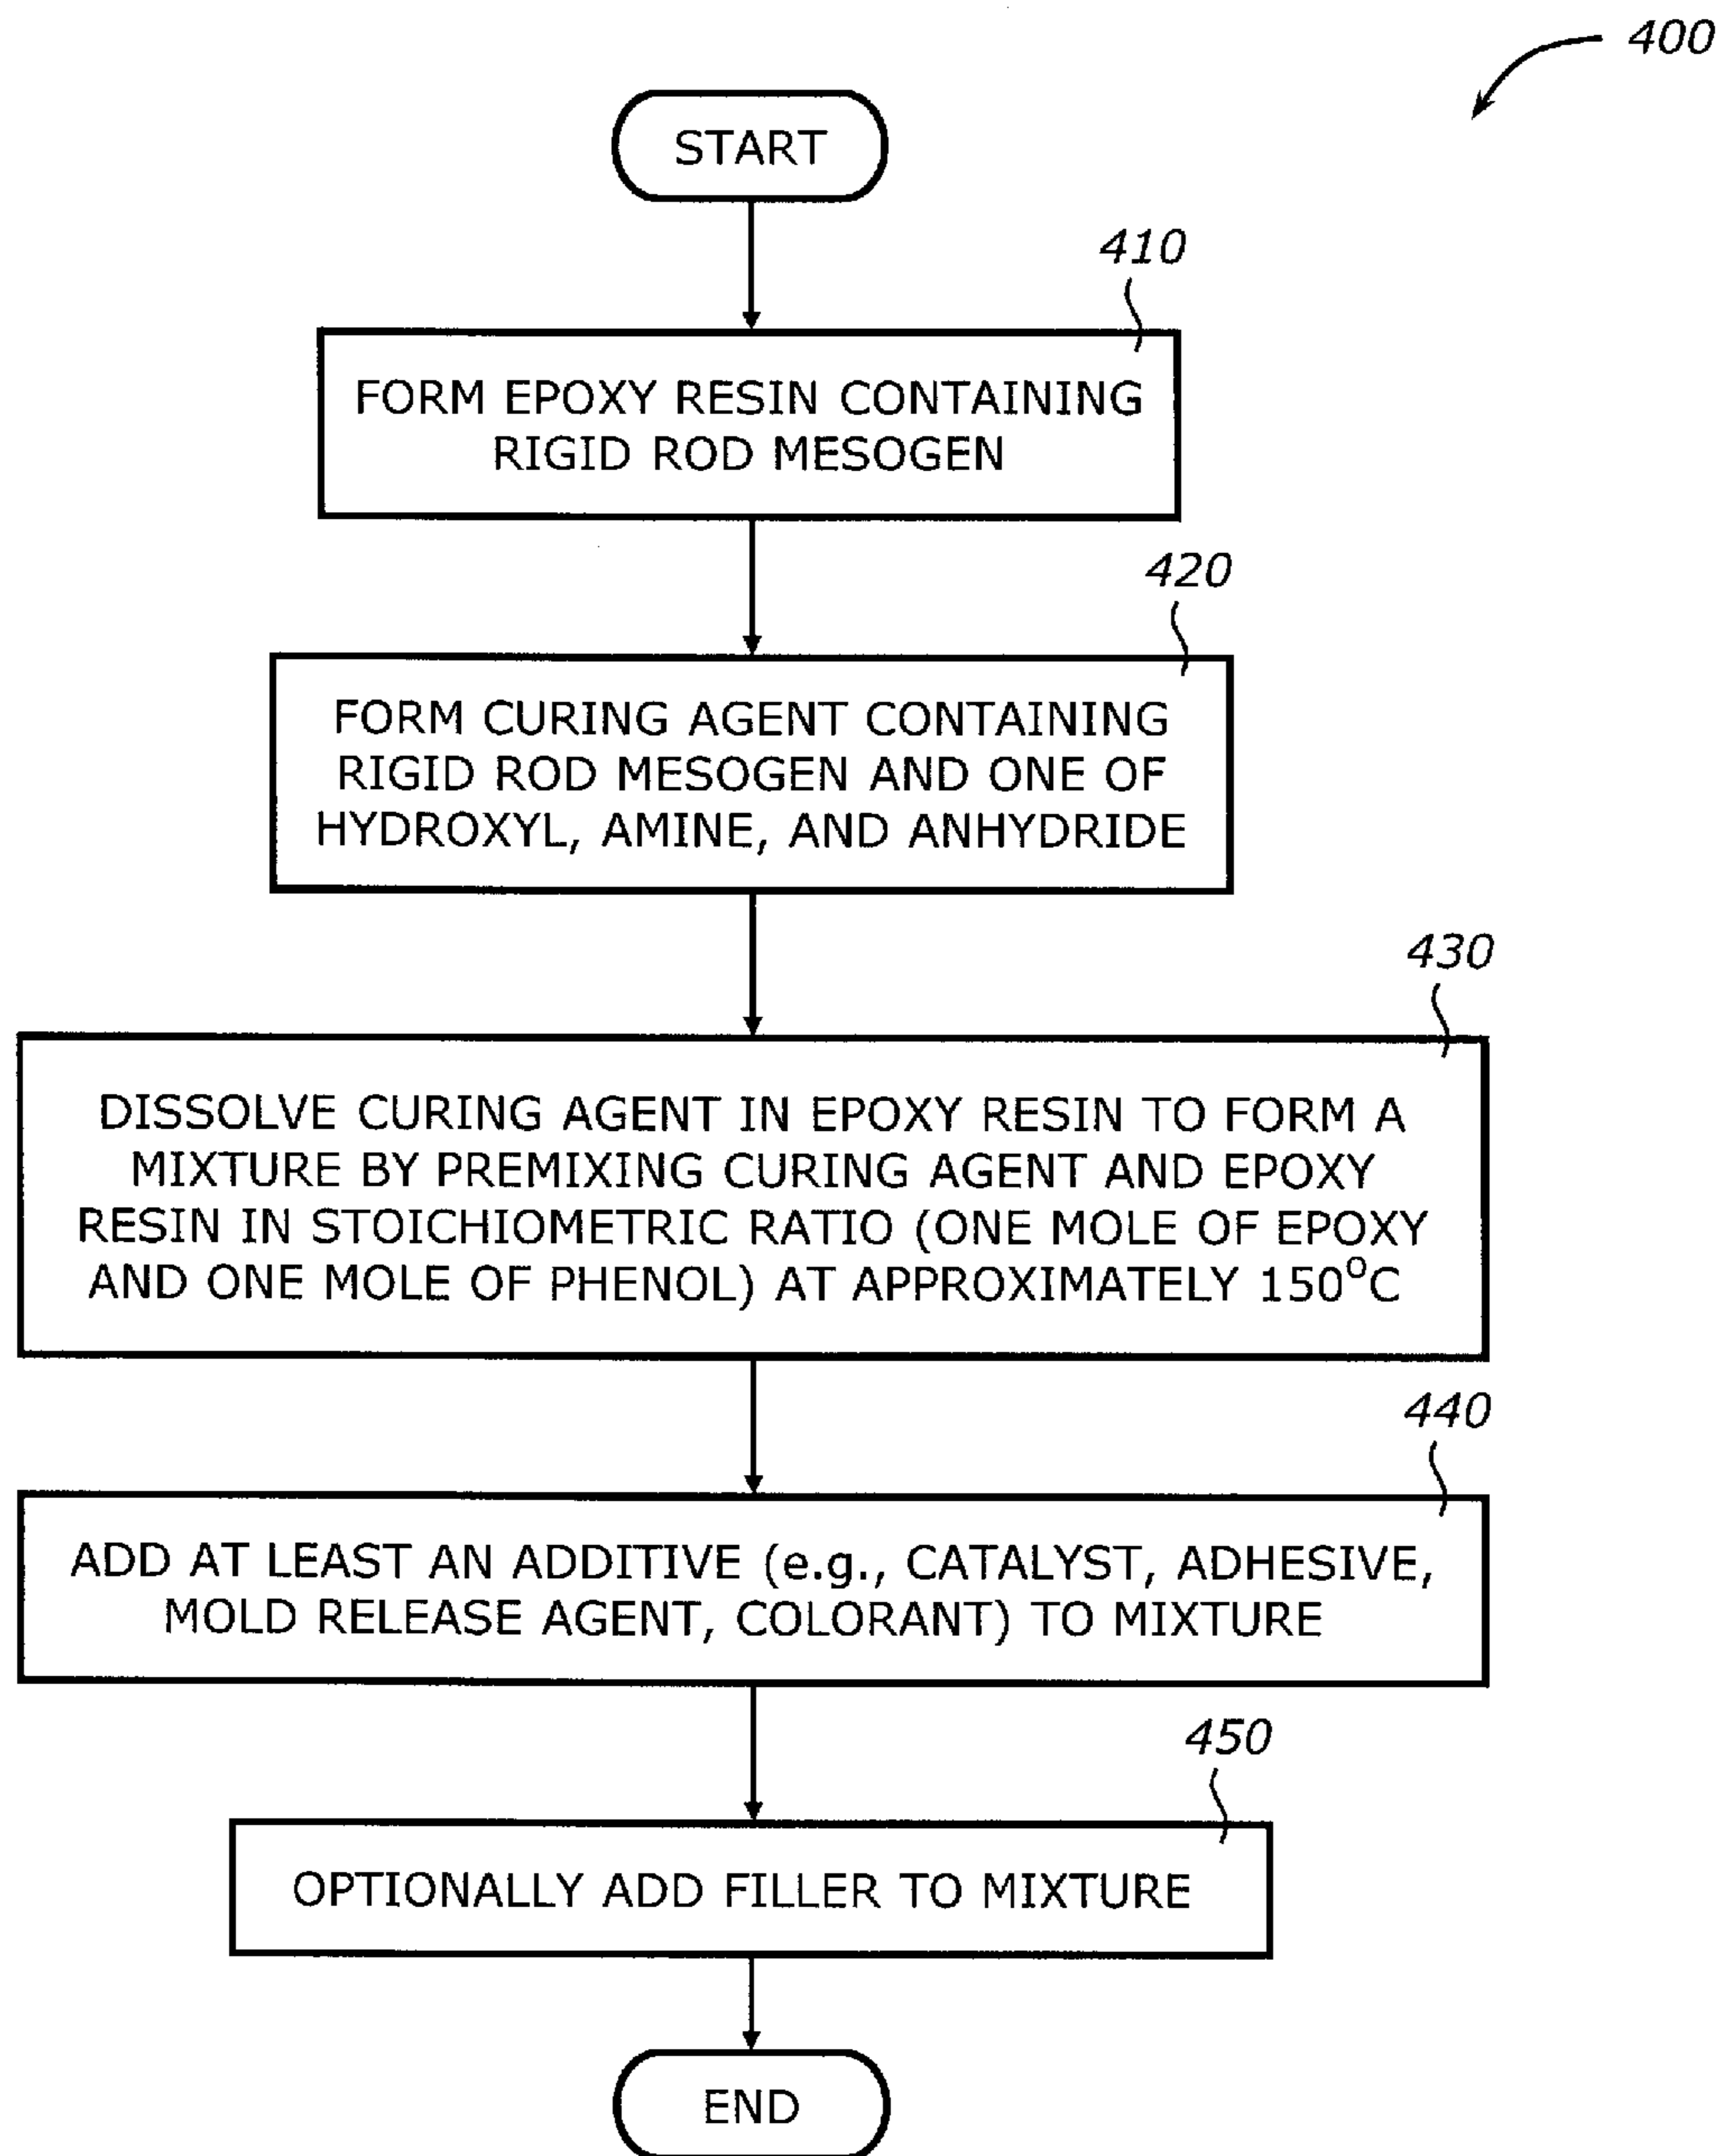 400
START
410
FORM EPOXY RESIN CONTAINING
RIGID ROD MESOGEN
420
FORM CURING AGENT CONTAINING
RIGID ROD MESOGEN AND ONE OF
HYDROXYL, AMINE, AND ANHYDRIDE
430
DISSOLVE CURING AGENT IN EPOXY RESIN TO FORM A
MIXTURE BY PREMIXING CURING AGENT AND EPOXY
RESIN IN STOICHIOMETRIC RATIO (ONE MOLE OF EPOXY
AND ONE MOLE OF PHENOL) AT APPROXIMATELY 150°C
440
ADD AT LEAST AN ADDITIVE (e.g., CATALYST, ADHESIVE,
MOLD RELEASE AGENT, COLORANT) TO MIXTURE
450
OPTIONALLY ADD FILLER TO MIXTURE
END